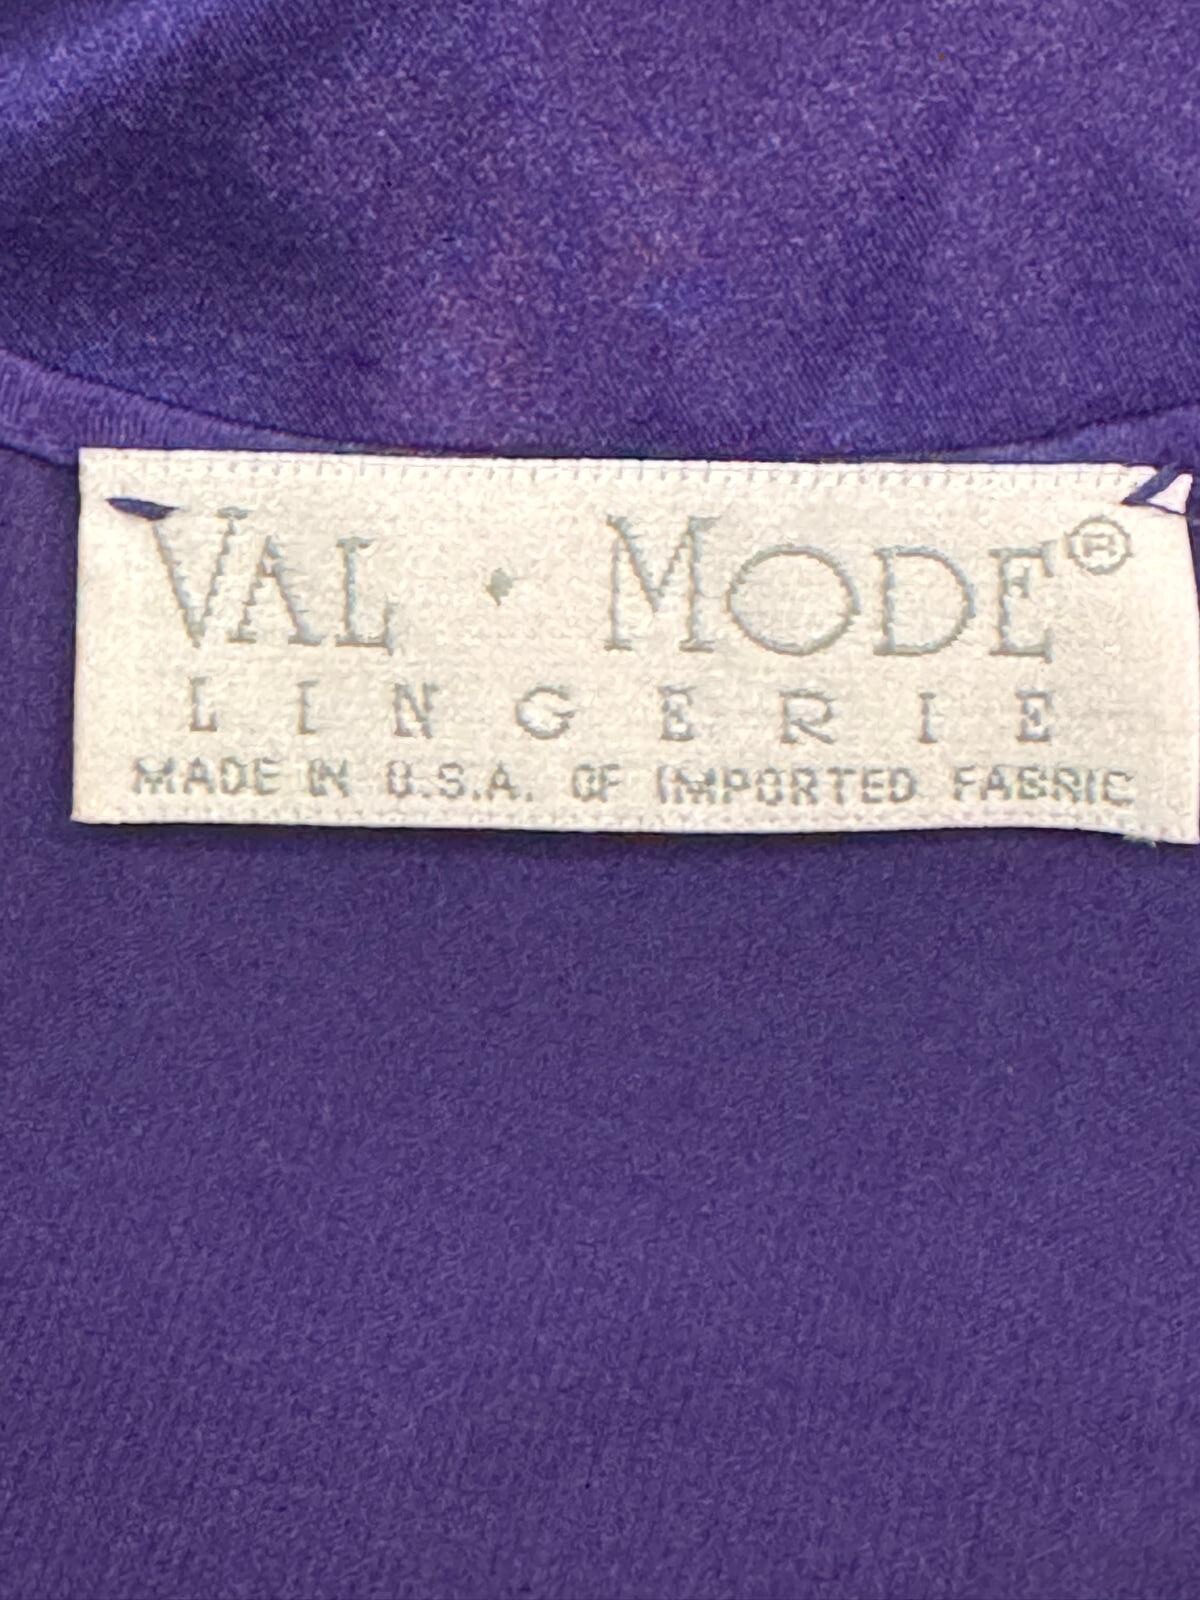 VAL · MODE®
LINGERIE
MADE IN U.S.A. OF IMPORTED FABRIC